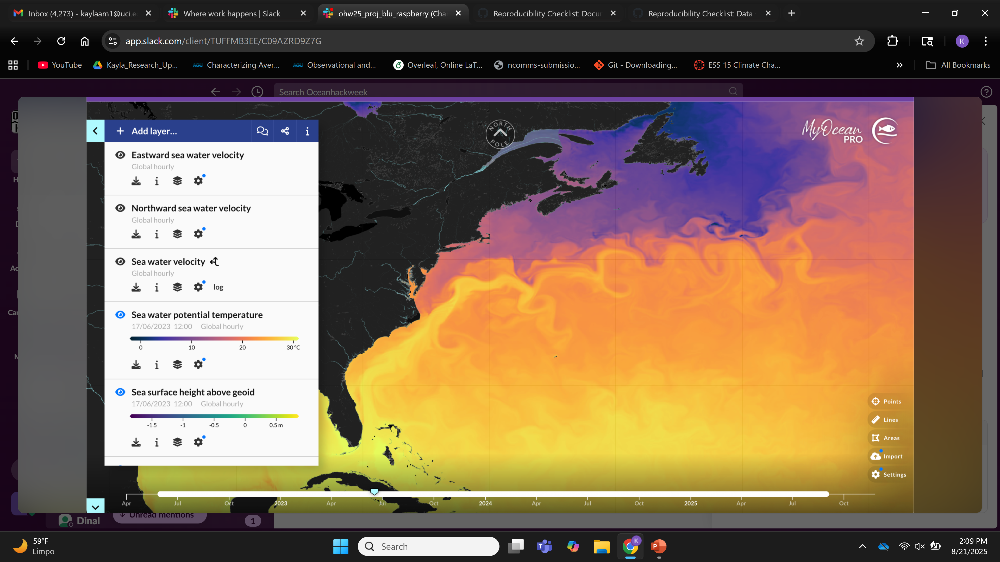 Inbox (4,273) - kaylaam1@uci.e
Where work happens | Slack
ohw25_proj_blu_raspberry (Cha
Reproducibility Checklist: Docur
Reproducibility Checklist: Data
app.slack.com/client/TUFFMB3EE/C09AZRD9Z7G
K
YouTube
Kayla_Research_Up...
Characterizing Aver...
Observational and...
Overleaf, Online LaT...
ncomms-submissio...
Git - Downloading...
ESS 15 Climate Cha...
All Bookmarks
Search Oceanhackweek
Add layer...
NORTH
POLE
MyOcean
PRO
Eastward sea water velocity
Global hourly
Northward sea water velocity
Global hourly
Sea water velocity
Global hourly
log
Sea water potential temperature
17/06/2023 12:00 Global hourly
0 10 20 30 °C
Sea surface height above geoid
17/06/2023 12:00 Global hourly
-1.5 -1 -0.5 0 0.5 m
Points
Lines
Areas
Import
Settings
Apr Jul Oct 2023 Apr Jul Oct 2024 Apr Jul Oct 2025 Apr Jul Oct
Unread mentions
Dinal
1
59°F
Limpo
Search
2:09 PM
8/21/2025